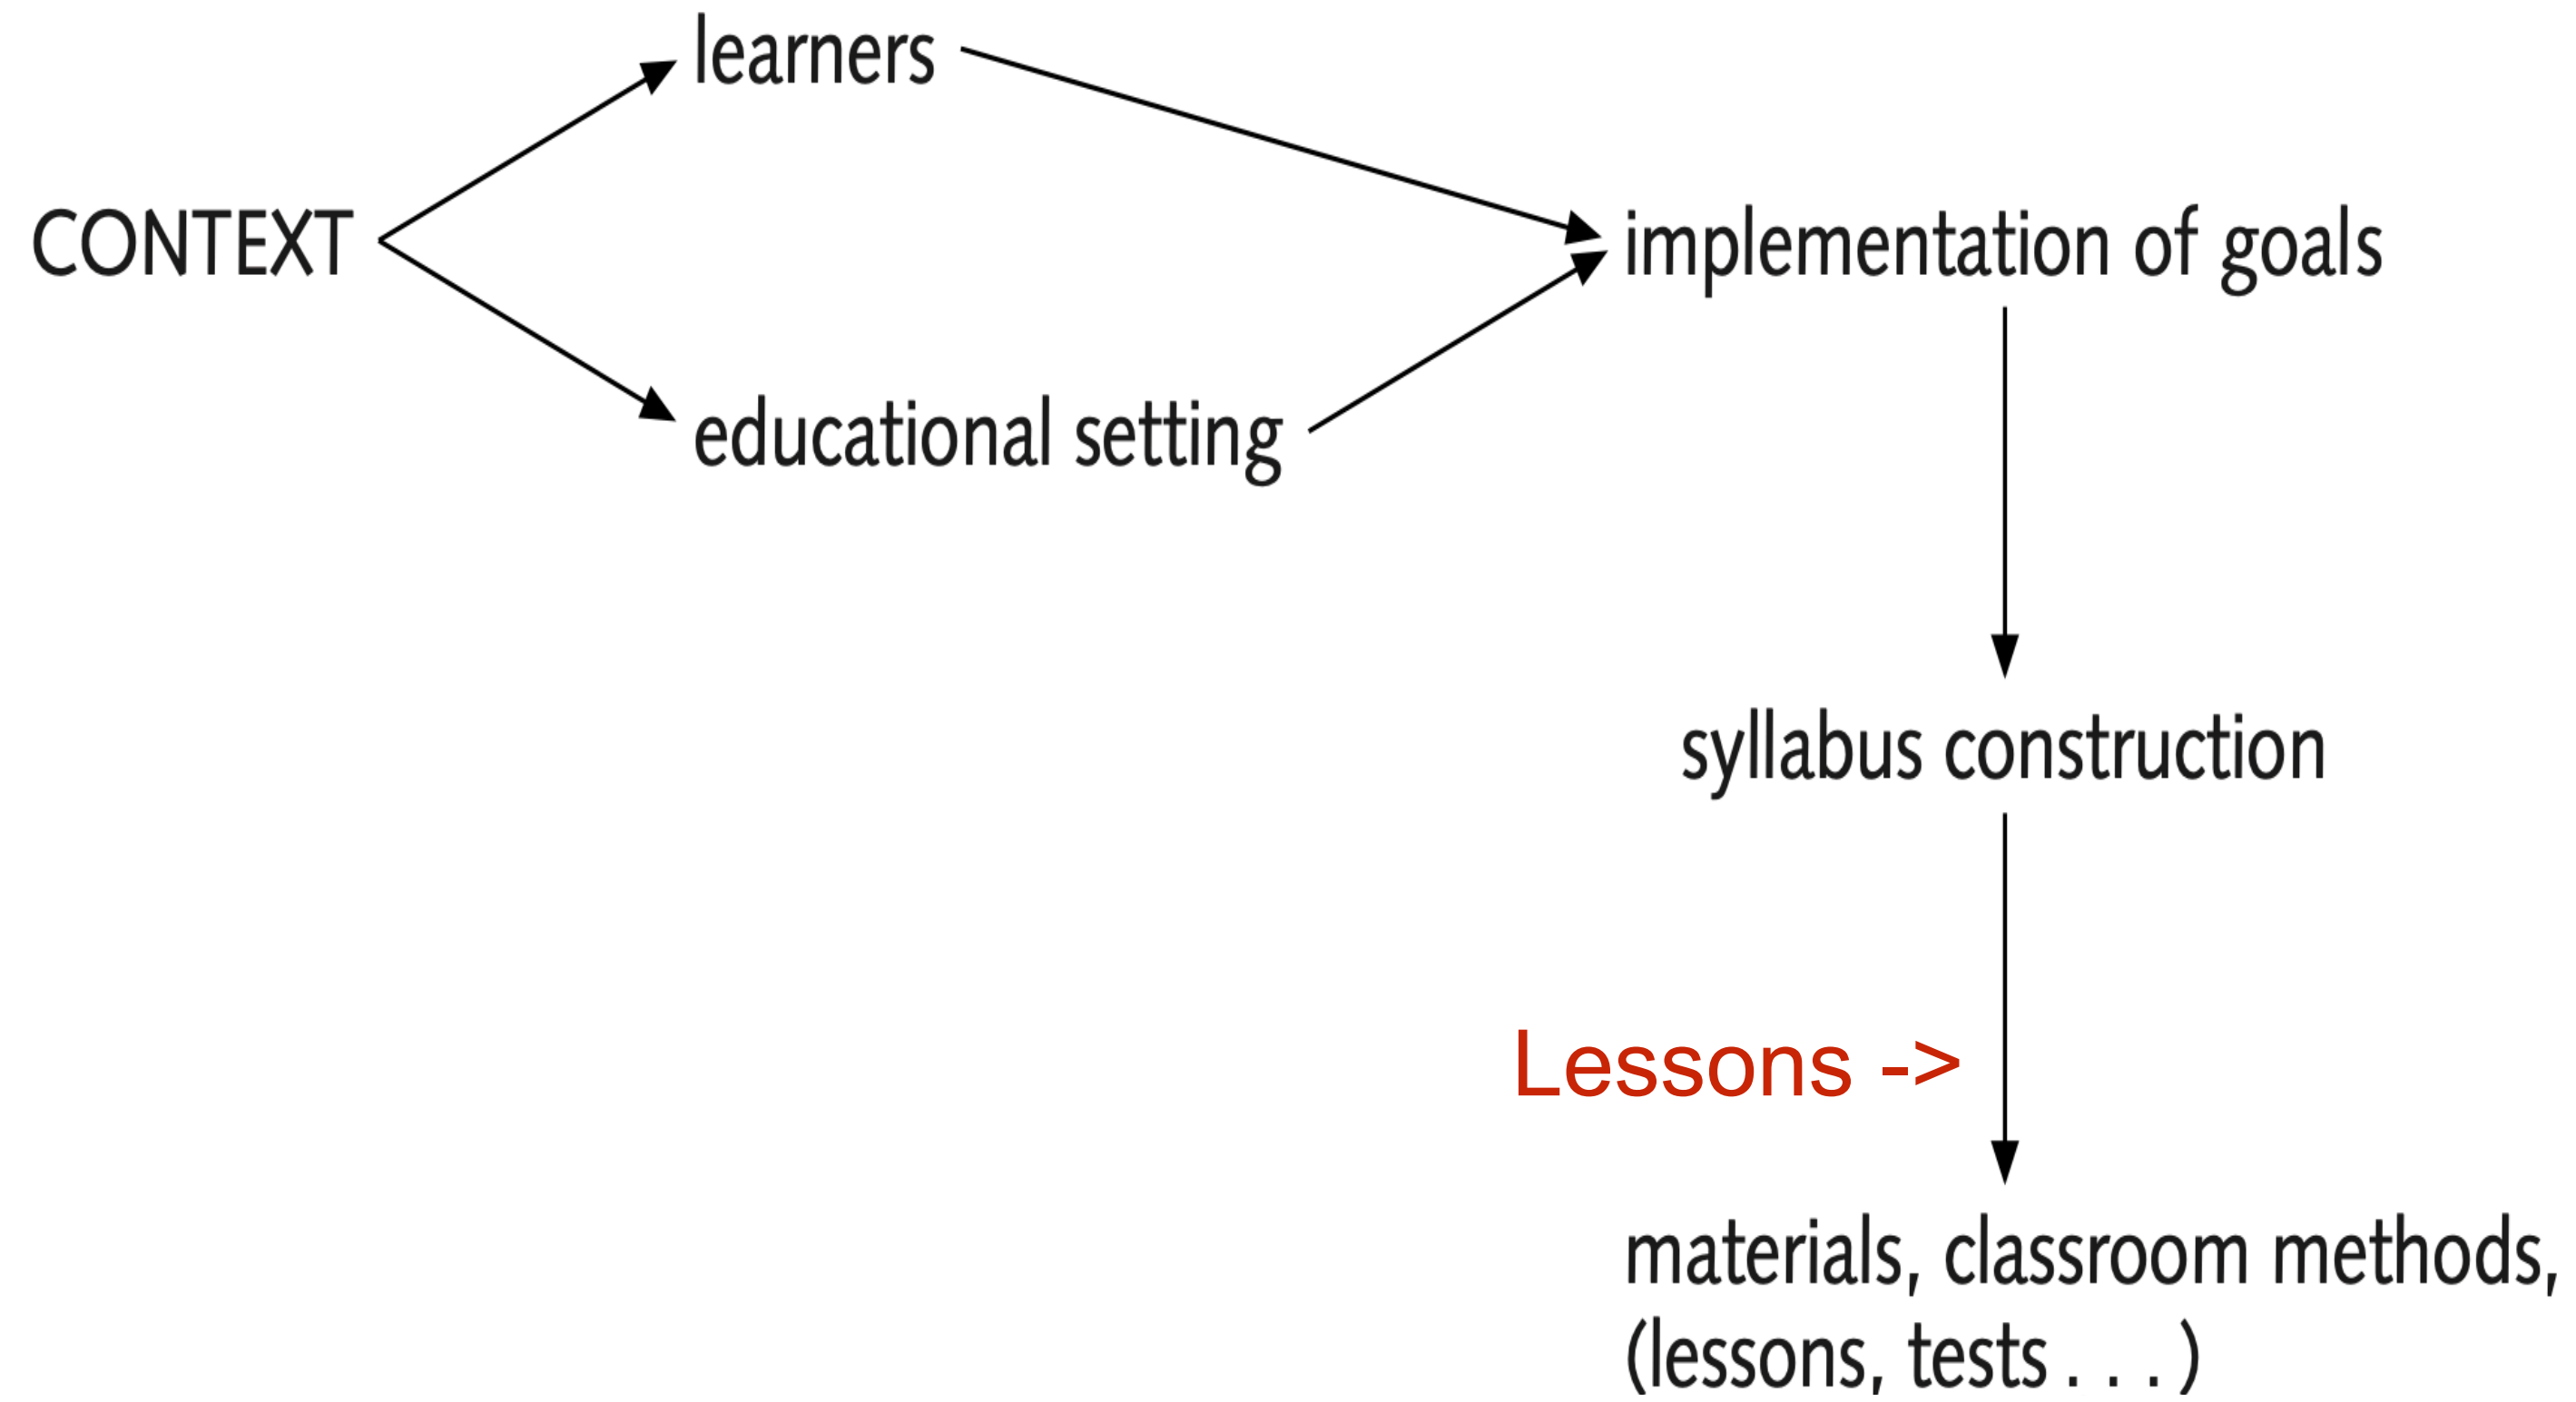 learners
CONTEXT
implementation of goals
educational setting
syllabus construction
Lessons ->
materials, classroom methods,
(lessons, tests . . . )